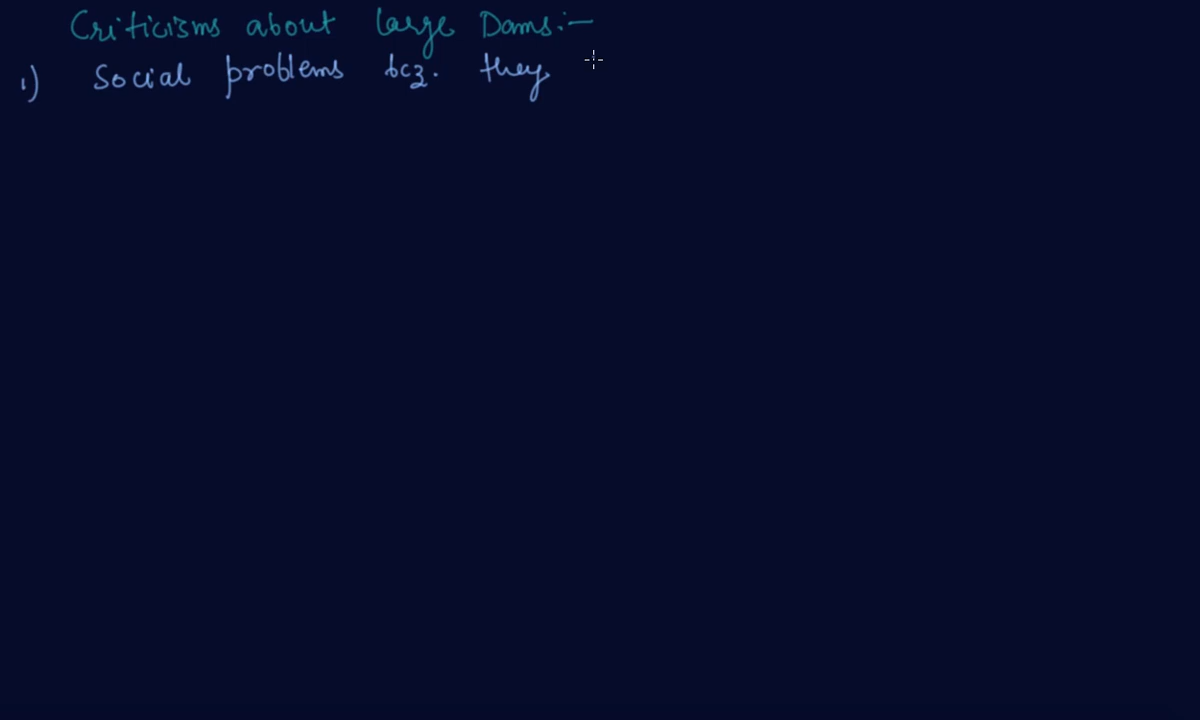 Criticisms about large Dams:-
1) Social problems bcz. they